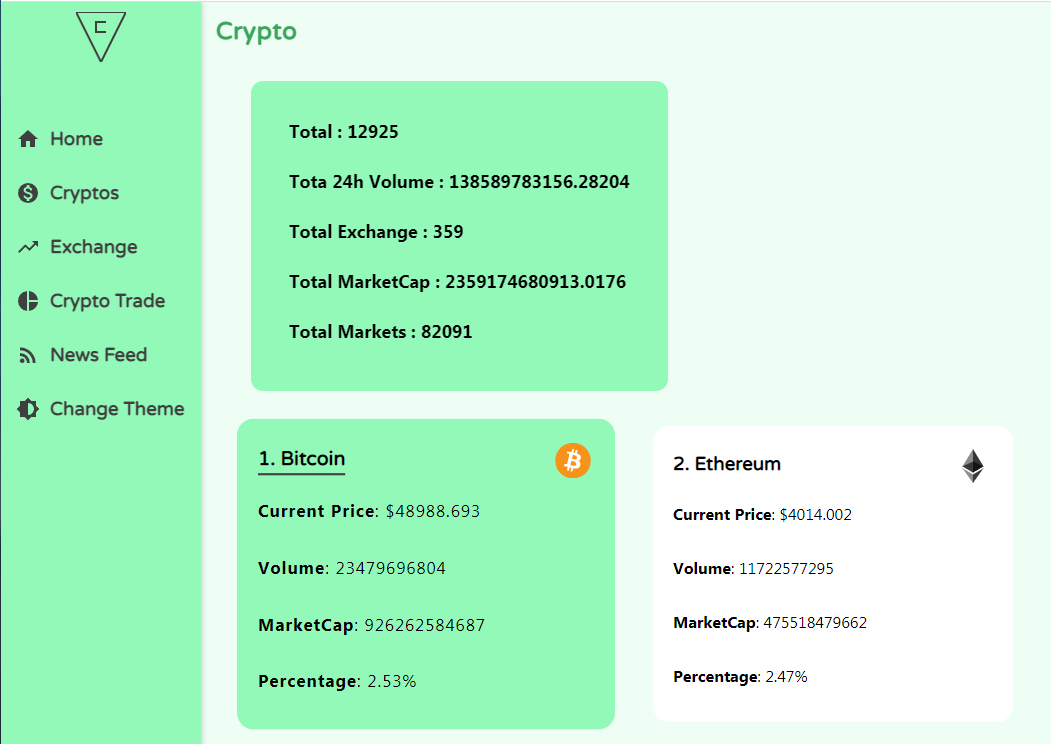 C
Crypto
Home
Cryptos
Exchange
Crypto Trade
News Feed
Change Theme
Total : 12925
Tota 24h Volume : 138589783156.28204
Total Exchange : 359
Total MarketCap : 2359174680913.0176
Total Markets : 82091
1. Bitcoin
Current Price: $48988.693
Volume: 23479696804
MarketCap: 926262584687
Percentage: 2.53%
2. Ethereum
Current Price: $4014.002
Volume: 11722577295
MarketCap: 475518479662
Percentage: 2.47%